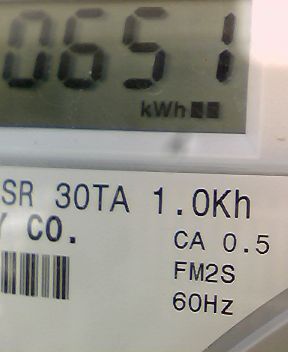 0651
kWh
SR 30TA 1.0Kh
Y CO.
CA 0.5
FM2S
60Hz